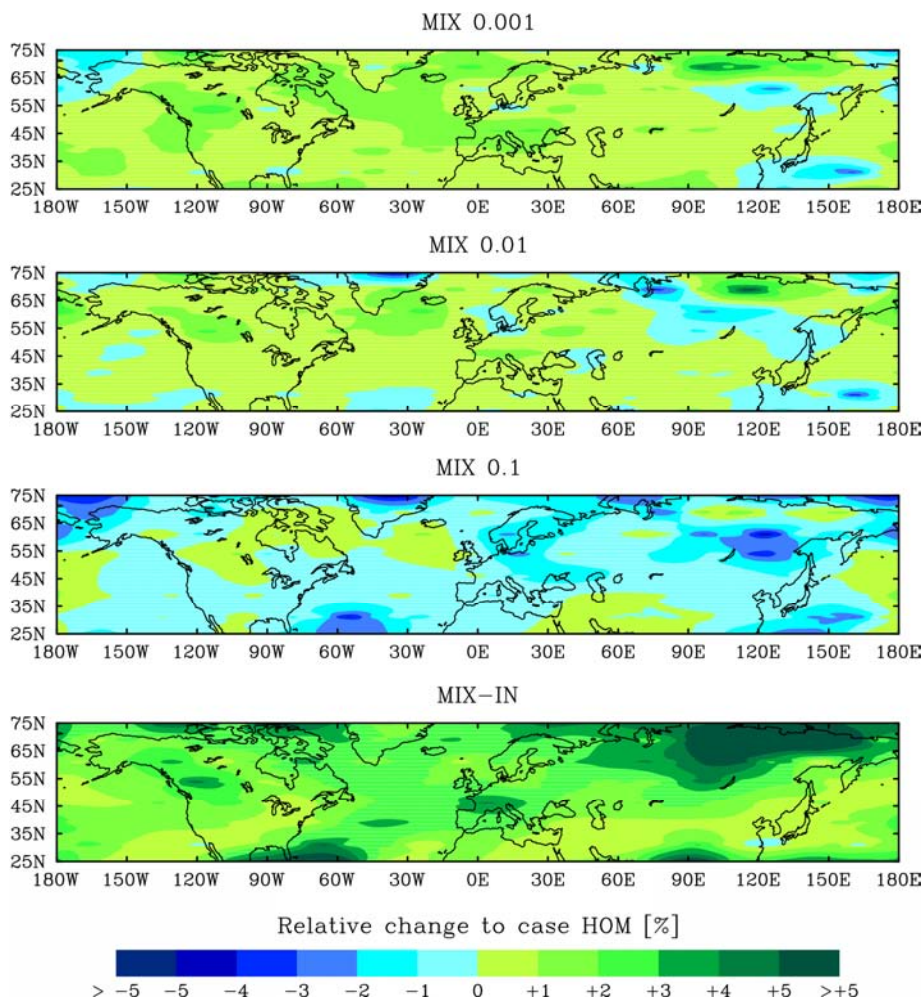 MIX 0.001
75N
65N
55N
45N
35N
25N
180W 150W 120W 90W 60W 30W 0E 30E 60E 90E 120E 150E 180E
MIX 0.01
75N
65N
55N
45N
35N
25N
180W 150W 120W 90W 60W 30W 0E 30E 60E 90E 120E 150E 180E
MIX 0.1
75N
65N
55N
45N
35N
25N
180W 150W 120W 90W 60W 30W 0E 30E 60E 90E 120E 150E 180E
MIX-IN
75N
65N
55N
45N
35N
25N
180W 150W 120W 90W 60W 30W 0E 30E 60E 90E 120E 150E 180E
Relative change to case HOM [%]
> -5 -5 -4 -3 -2 -1 0 +1 +2 +3 +4 +5 >+5